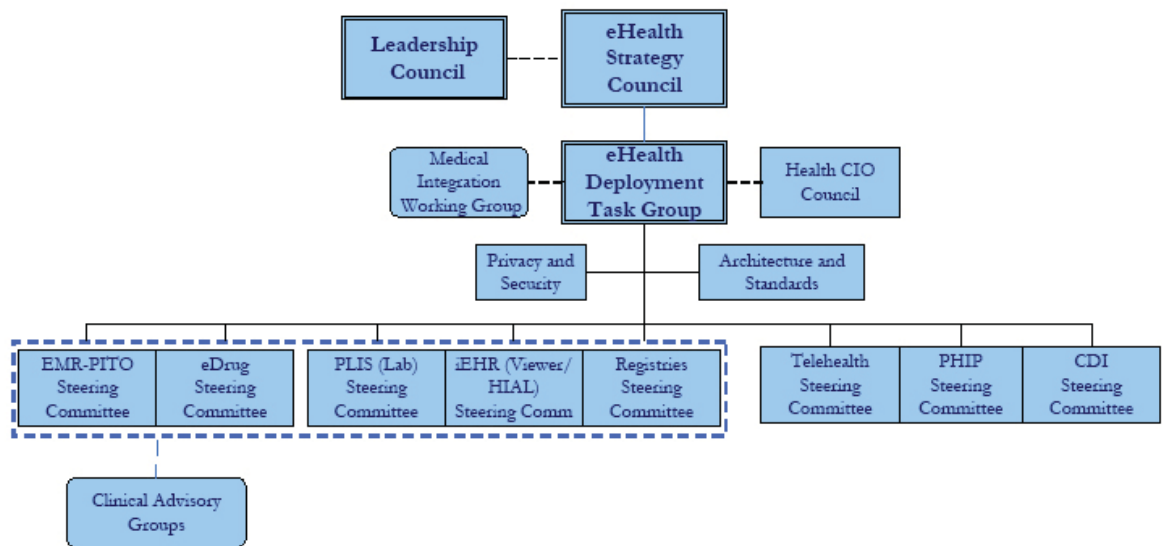 Leadership
Council
eHealth
Strategy
Council
Medical
Integration
Working Group
eHealth
Deployment
Task Group
Health CIO
Council
Privacy and
Security
Architecture and
Standards
EMR-PITO
Steering
Committee
eDrug
Steering
Committee
PLIS (Lab)
Steering
Committee
iEHR (Viewer/
HIAL)
Steering Comm
Registries
Steering
Committee
Telehealth
Steering
Committee
PHIP
Steering
Committee
CDI
Steering
Committee
Clinical Advisory
Groups